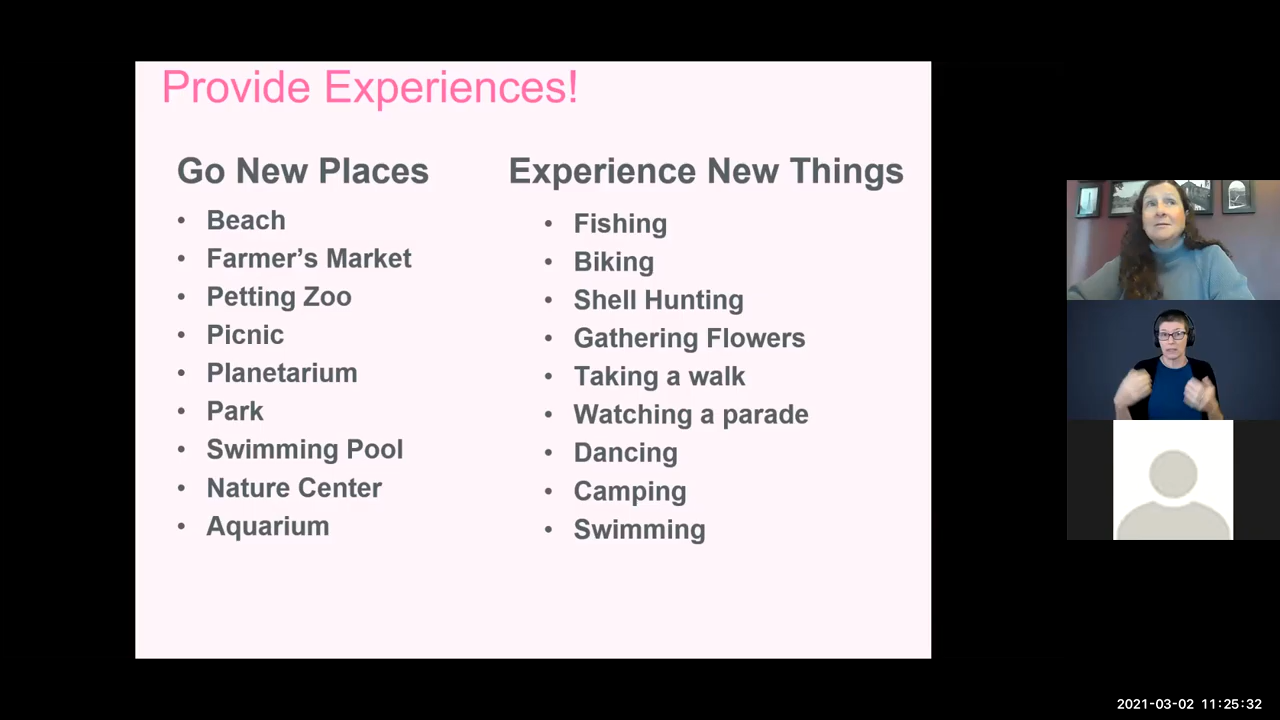 Provide Experiences!
Go New Places
• Beach
• Farmer’s Market
• Petting Zoo
• Picnic
• Planetarium
• Park
• Swimming Pool
• Nature Center
• Aquarium
Experience New Things
• Fishing
• Biking
• Shell Hunting
• Gathering Flowers
• Taking a walk
• Watching a parade
• Dancing
• Camping
• Swimming
2021-03-02 11:25:32